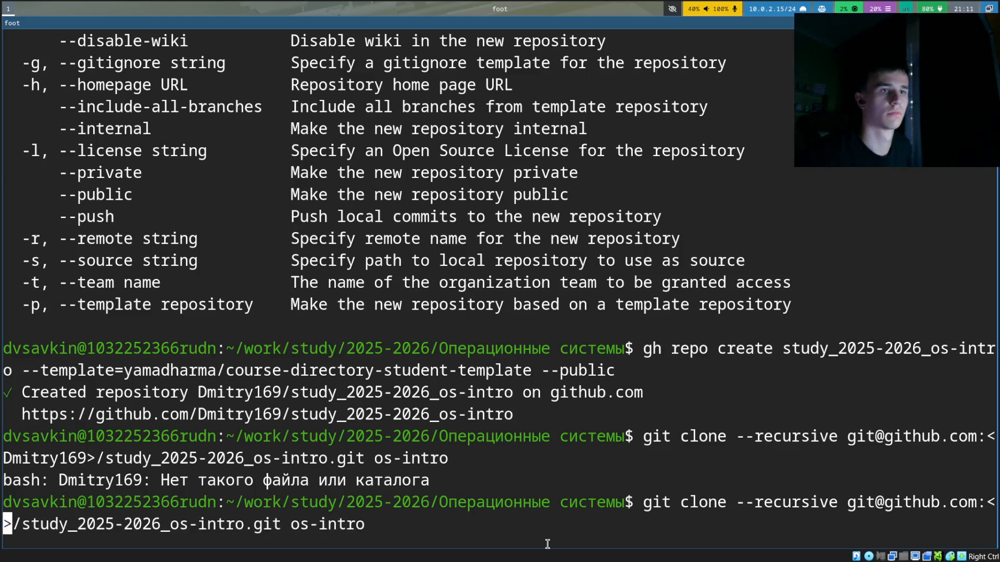 1 foot 40% 100% 10.0.2.15/24 2% 20% us 80% 21:11
foot
--disable-wiki Disable wiki in the new repository
-g, --gitignore string Specify a gitignore template for the repository
-h, --homepage URL Repository home page URL
--include-all-branches Include all branches from template repository
--internal Make the new repository internal
-l, --license string Specify an Open Source License for the repository
--private Make the new repository private
--public Make the new repository public
--push Push local commits to the new repository
-r, --remote string Specify remote name for the new repository
-s, --source string Specify path to local repository to use as source
-t, --team name The name of the organization team to be granted access
-p, --template repository Make the new repository based on a template repository
dvsavkin@1032252366rudn:~/work/study/2025-2026/Операционные системы$ gh repo create study_2025-2026_os-intr
o --template=yamadharma/course-directory-student-template --public
✓ Created repository Dmitry169/study_2025-2026_os-intro on github.com
https://github.com/Dmitry169/study_2025-2026_os-intro
dvsavkin@1032252366rudn:~/work/study/2025-2026/Операционные системы$ git clone --recursive git@github.com:<
Dmitry169>/study_2025-2026_os-intro.git os-intro
bash: Dmitry169: Нет такого файла или каталога
dvsavkin@1032252366rudn:~/work/study/2025-2026/Операционные системы$ git clone --recursive git@github.com:<
>/study_2025-2026_os-intro.git os-intro
Right Ctrl